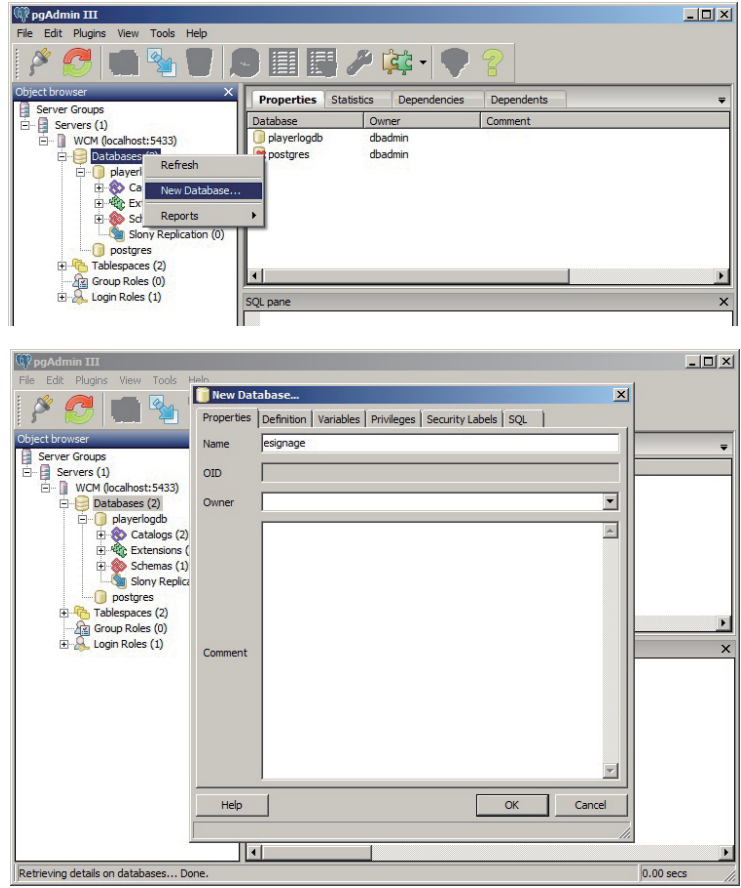 pgAdmin III
File Edit Plugins View Tools Help
Object browser
Server Groups
Servers (1)
WCM (localhost:5433)
Databases
playerl
Ca
Ex
Sch
Slony Replication (0)
postgres
Tablespaces (2)
Group Roles (0)
Login Roles (1)
Refresh
New Database...
Reports
Properties Statistics Dependencies Dependents
Database Owner Comment
playerlogdb dbadmin
postgres dbadmin
SQL pane
pgAdmin III
File Edit Plugins View Tools Help
Object browser
Server Groups
Servers (1)
WCM (localhost:5433)
Databases (2)
playerlogdb
Catalogs (2)
Extensions (
Schemas (1)
Slony Replica
postgres
Tablespaces (2)
Group Roles (0)
Login Roles (1)
New Database...
Properties Definition Variables Privileges Security Labels SQL
Name esignage
OID
Owner
Comment
Help OK Cancel
Retrieving details on databases... Done. 0.00 secs